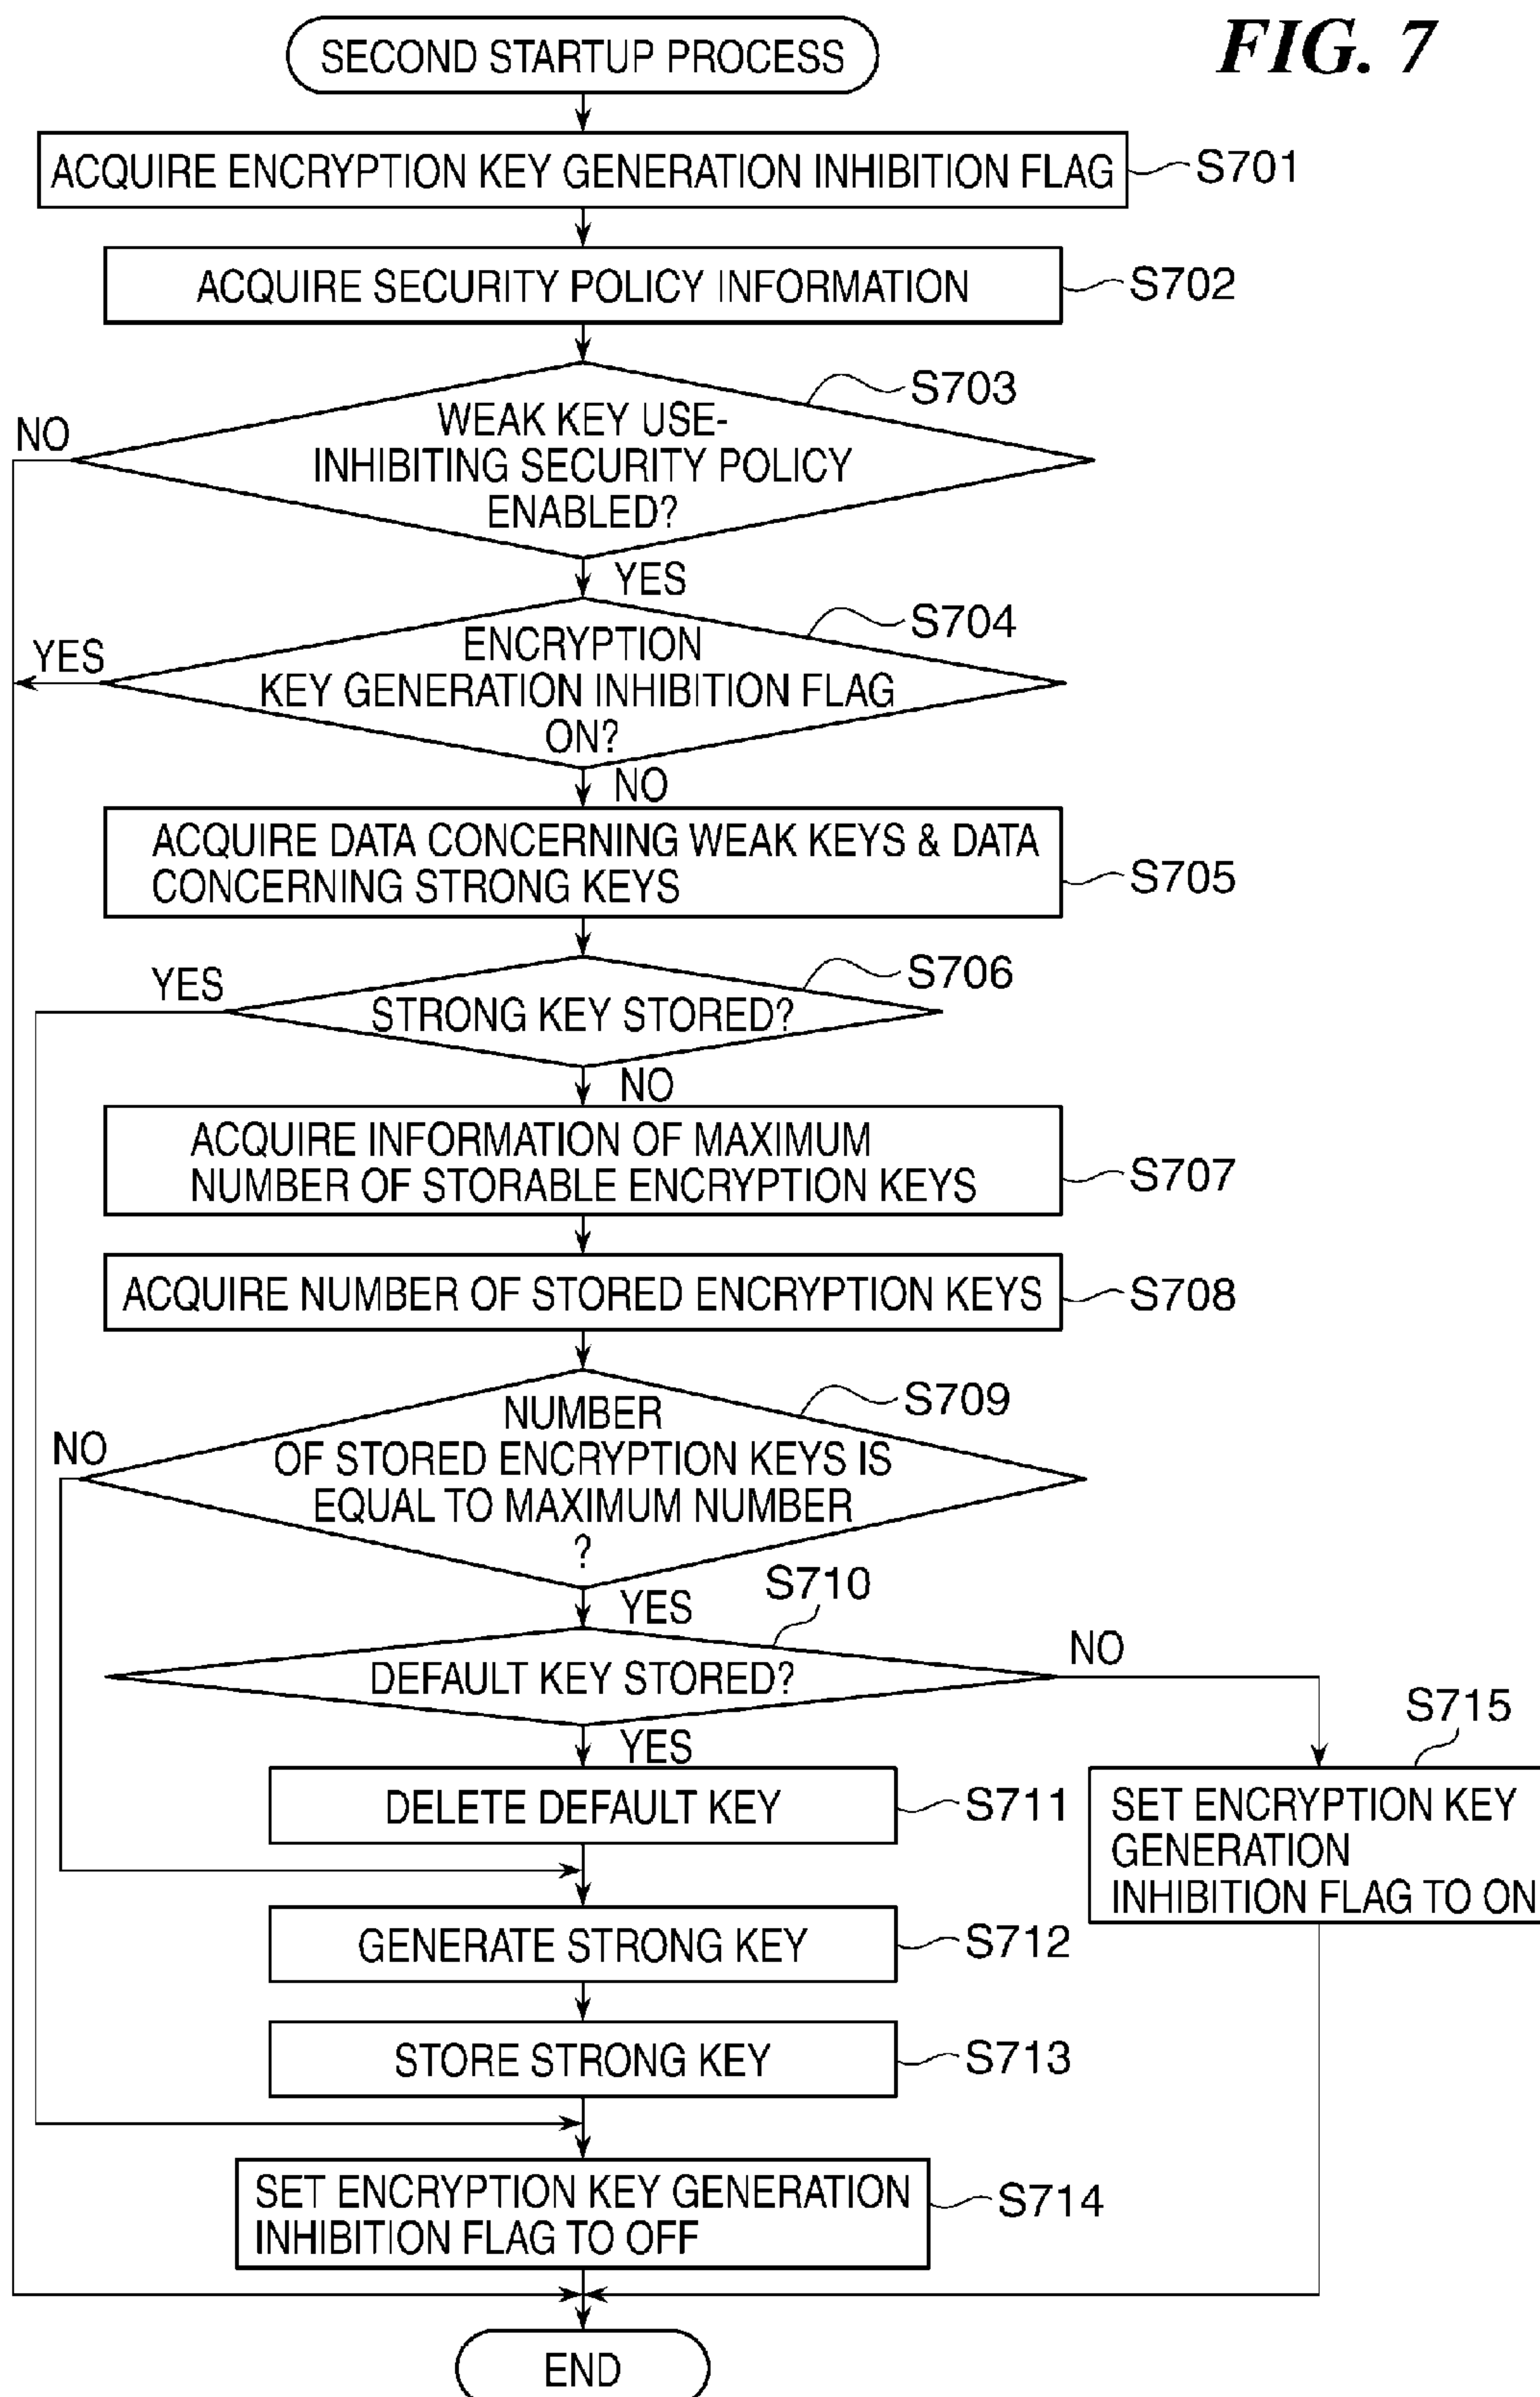 FIG. 7
SECOND STARTUP PROCESS
ACQUIRE ENCRYPTION KEY GENERATION INHIBITION FLAG
S701
ACQUIRE SECURITY POLICY INFORMATION
S702
S703
WEAK KEY USE-
INHIBITING SECURITY POLICY
ENABLED?
NO
YES
S704
ENCRYPTION
KEY GENERATION INHIBITION FLAG
ON?
YES
NO
ACQUIRE DATA CONCERNING WEAK KEYS & DATA
CONCERNING STRONG KEYS
S705
S706
STRONG KEY STORED?
YES
NO
ACQUIRE INFORMATION OF MAXIMUM
NUMBER OF STORABLE ENCRYPTION KEYS
S707
ACQUIRE NUMBER OF STORED ENCRYPTION KEYS
S708
S709
NUMBER
OF STORED ENCRYPTION KEYS IS
EQUAL TO MAXIMUM NUMBER
?
NO
YES
S710
DEFAULT KEY STORED?
NO
YES
S715
SET ENCRYPTION KEY
GENERATION
INHIBITION FLAG TO ON
DELETE DEFAULT KEY
S711
GENERATE STRONG KEY
S712
STORE STRONG KEY
S713
SET ENCRYPTION KEY GENERATION
INHIBITION FLAG TO OFF
S714
END